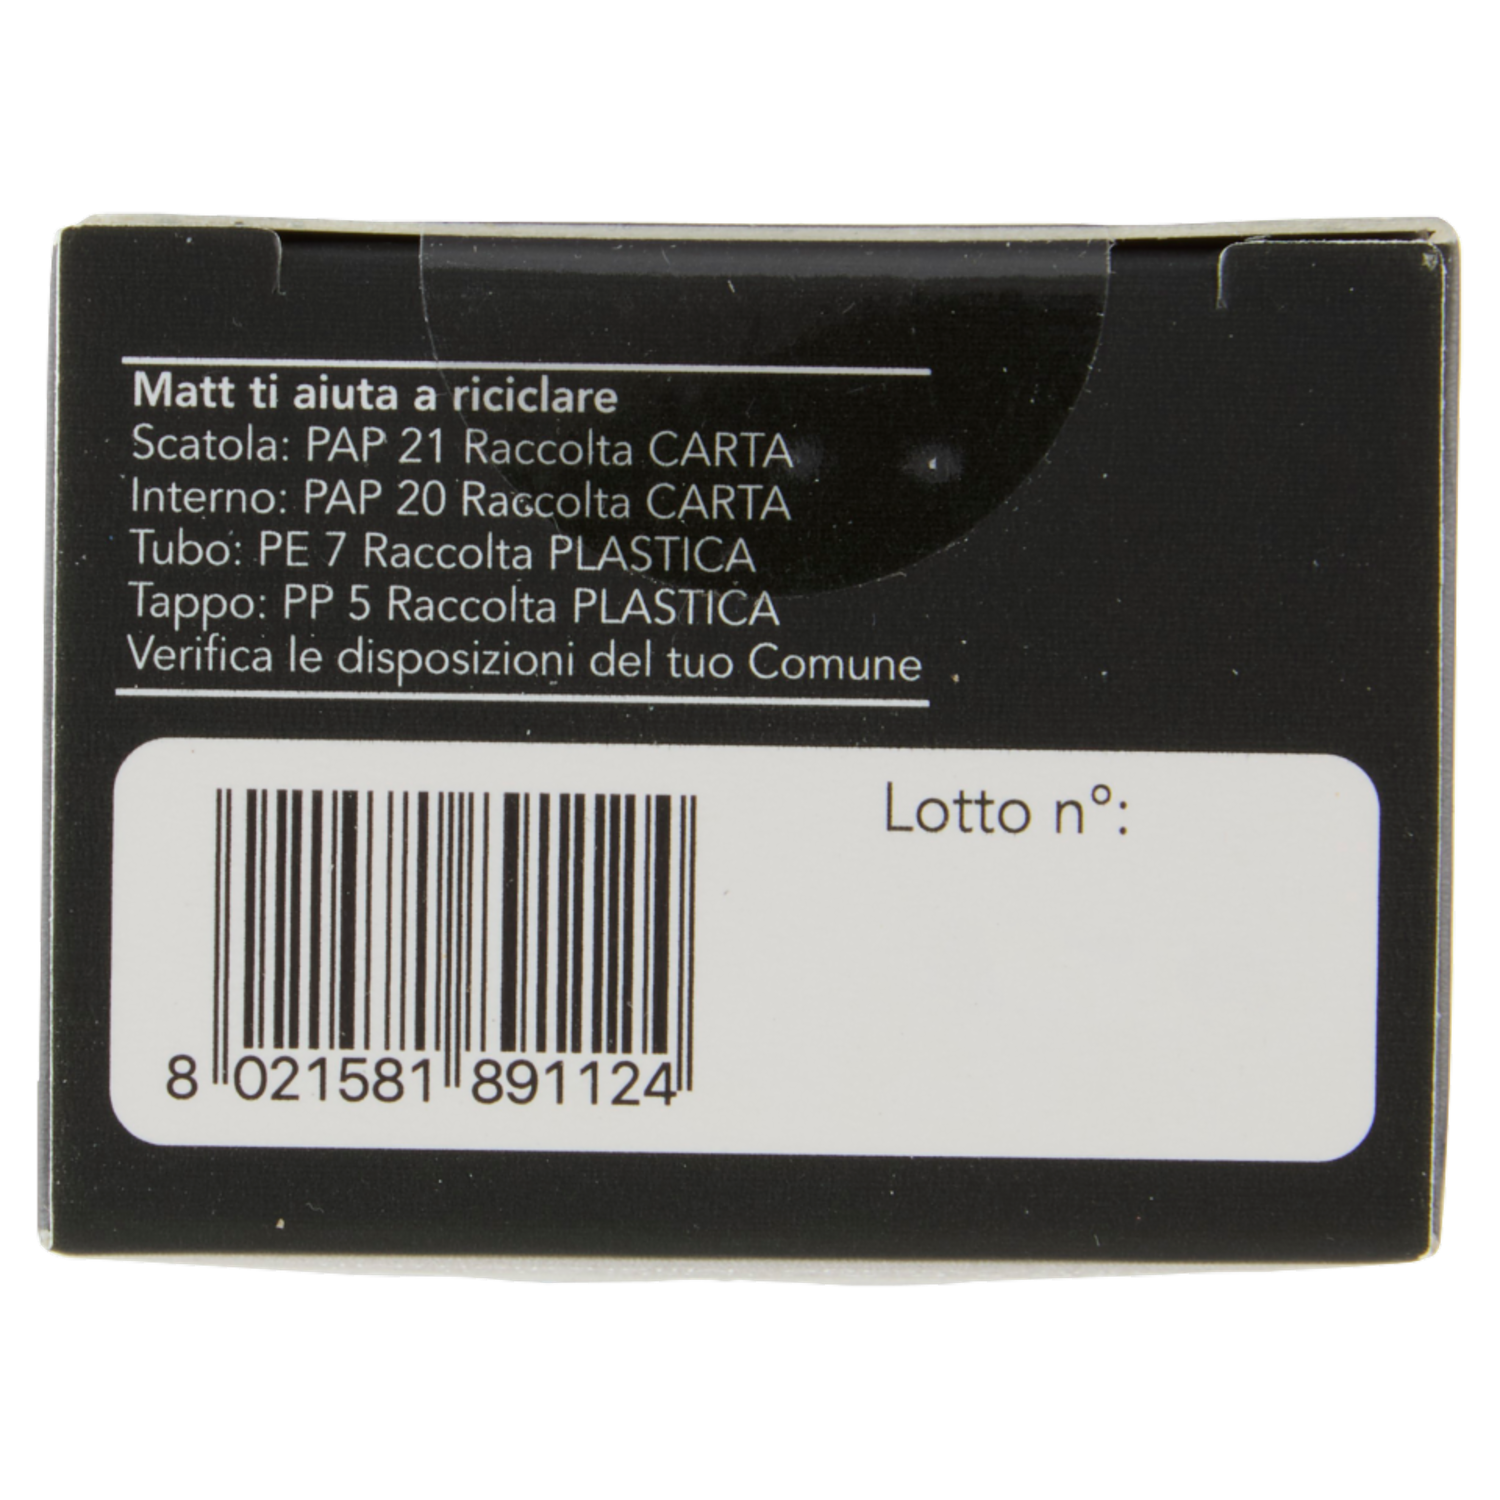 Matt ti aiuta a riciclare
Scatola: PAP 21 Raccolta CARTA
Interno: PAP 20 Raccolta CARTA
Tubo: PE 7 Raccolta PLASTICA
Tappo: PP 5 Raccolta PLASTICA
Verifica le disposizioni del tuo Comune
Lotto n°:
8 021581 891124